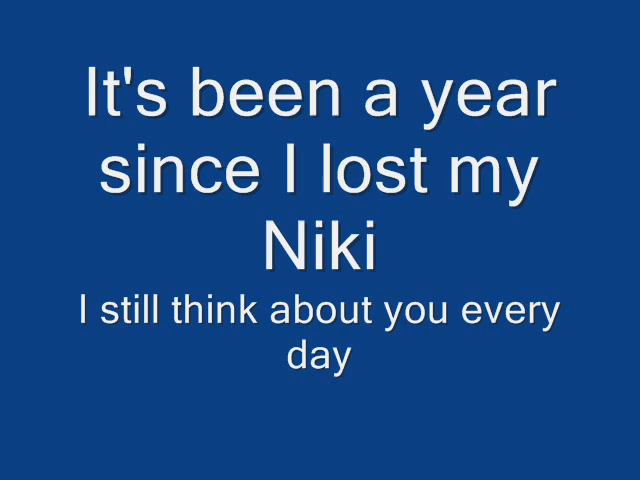 It's been a year
since I lost my
Niki
I still think about you every
day